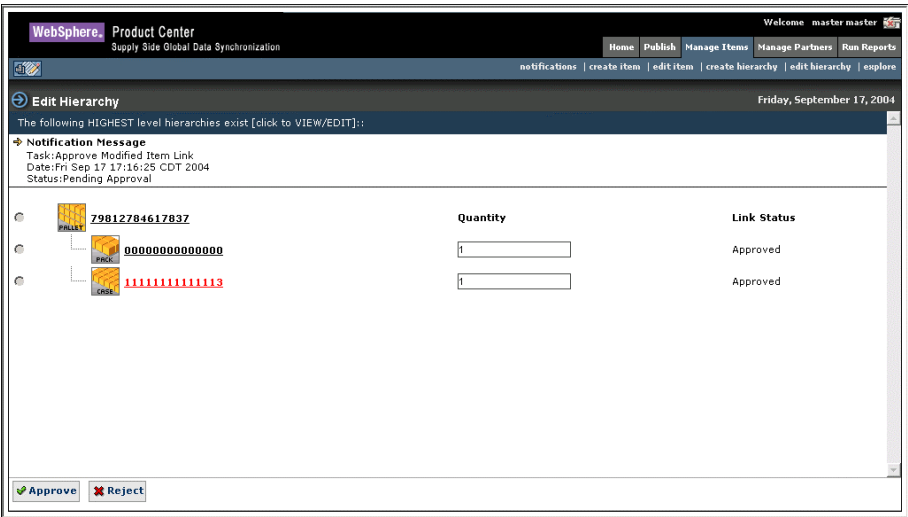 Welcome master master
WebSphere. Product Center
Supply Side Global Data Synchronization
Home Publish Manage Items Manage Partners Run Reports
notifications | create item | edit item | create hierarchy | edit hierarchy | explore
Edit Hierarchy
Friday, September 17, 2004
The following HIGHEST level hierarchies exist [click to VIEW/EDIT]::
Notification Message
Task:Approve Modified Item Link
Date:Fri Sep 17 17:16:25 CDT 2004
Status:Pending Approval
PALLET 79812784617837 Quantity Link Status
PACK 00000000000000 1 Approved
CASE 11111111111113 1 Approved
Approve Reject